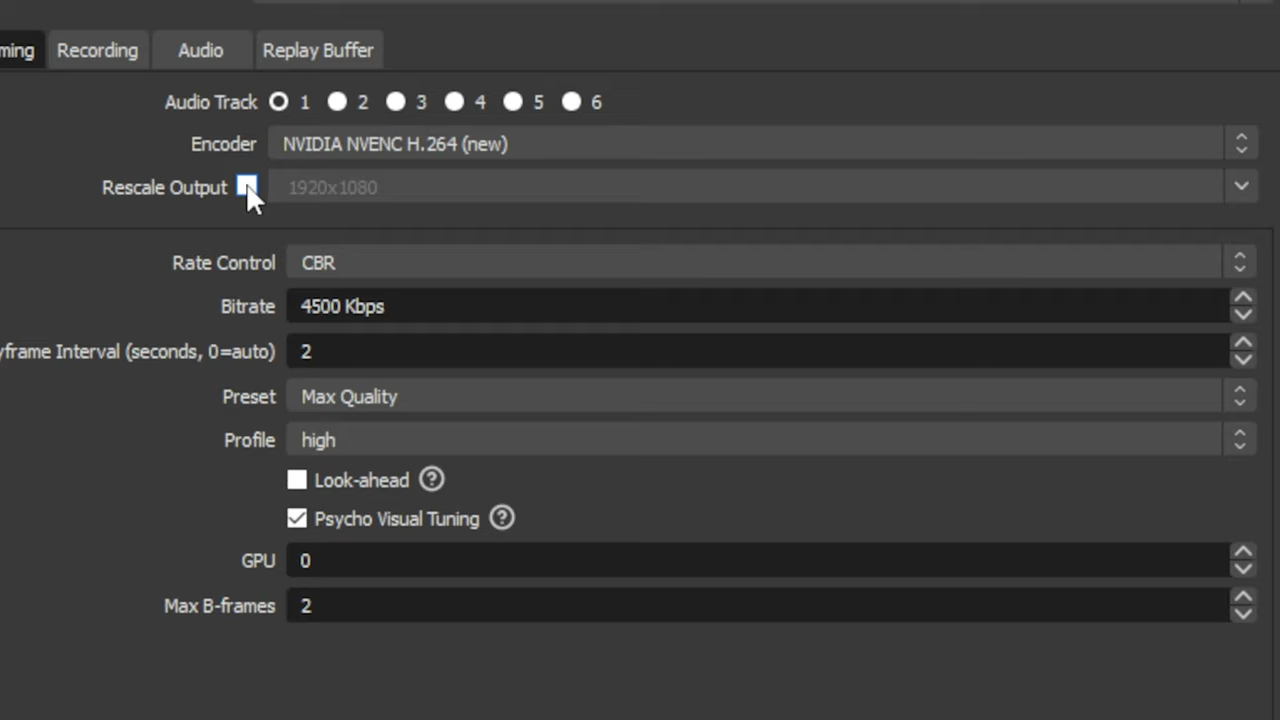 ming Recording Audio Replay Buffer
Audio Track 1 2 3 4 5 6
Encoder NVIDIA NVENC H.264 (new)
Rescale Output 1920x1080
Rate Control CBR
Bitrate 4500 Kbps
yframe Interval (seconds, 0=auto) 2
Preset Max Quality
Profile high
Look-ahead ?
Psycho Visual Tuning ?
GPU 0
Max B-frames 2